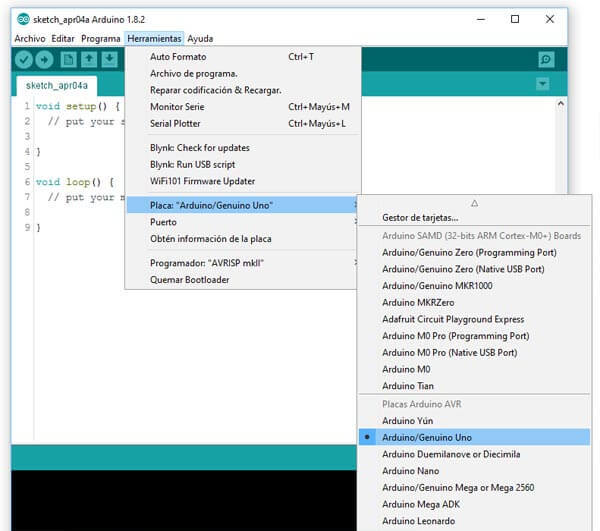 sketch_apr04a Arduino 1.8.2
Archivo Editar Programa Herramientas Ayuda
sketch_apr04a
1 void setup() {
2 // put your s
3
4 }
5
6 void loop() {
7 // put your m
8
9 }
Auto Formato Ctrl+T
Archivo de programa.
Reparar codificación & Recargar.
Monitor Serie Ctrl+Mayús+M
Serial Plotter Ctrl+Mayús+L
Blynk: Check for updates
Blynk: Run USB script
WiFi101 Firmware Updater
Placa: "Arduino/Genuino Uno"
Puerto
Obtén información de la placa
Programador: "AVRISP mkII"
Quemar Bootloader
Gestor de tarjetas...
Arduino SAMD (32-bits ARM Cortex-M0+) Boards
Arduino/Genuino Zero (Programming Port)
Arduino/Genuino Zero (Native USB Port)
Arduino/Genuino MKR1000
Arduino MKRZero
Adafruit Circuit Playground Express
Arduino M0 Pro (Programming Port)
Arduino M0 Pro (Native USB Port)
Arduino M0
Arduino Tian
Placas Arduino AVR
Arduino Yún
Arduino/Genuino Uno
Arduino Duemilanove or Diecimila
Arduino Nano
Arduino/Genuino Mega or Mega 2560
Arduino Mega ADK
Arduino Leonardo